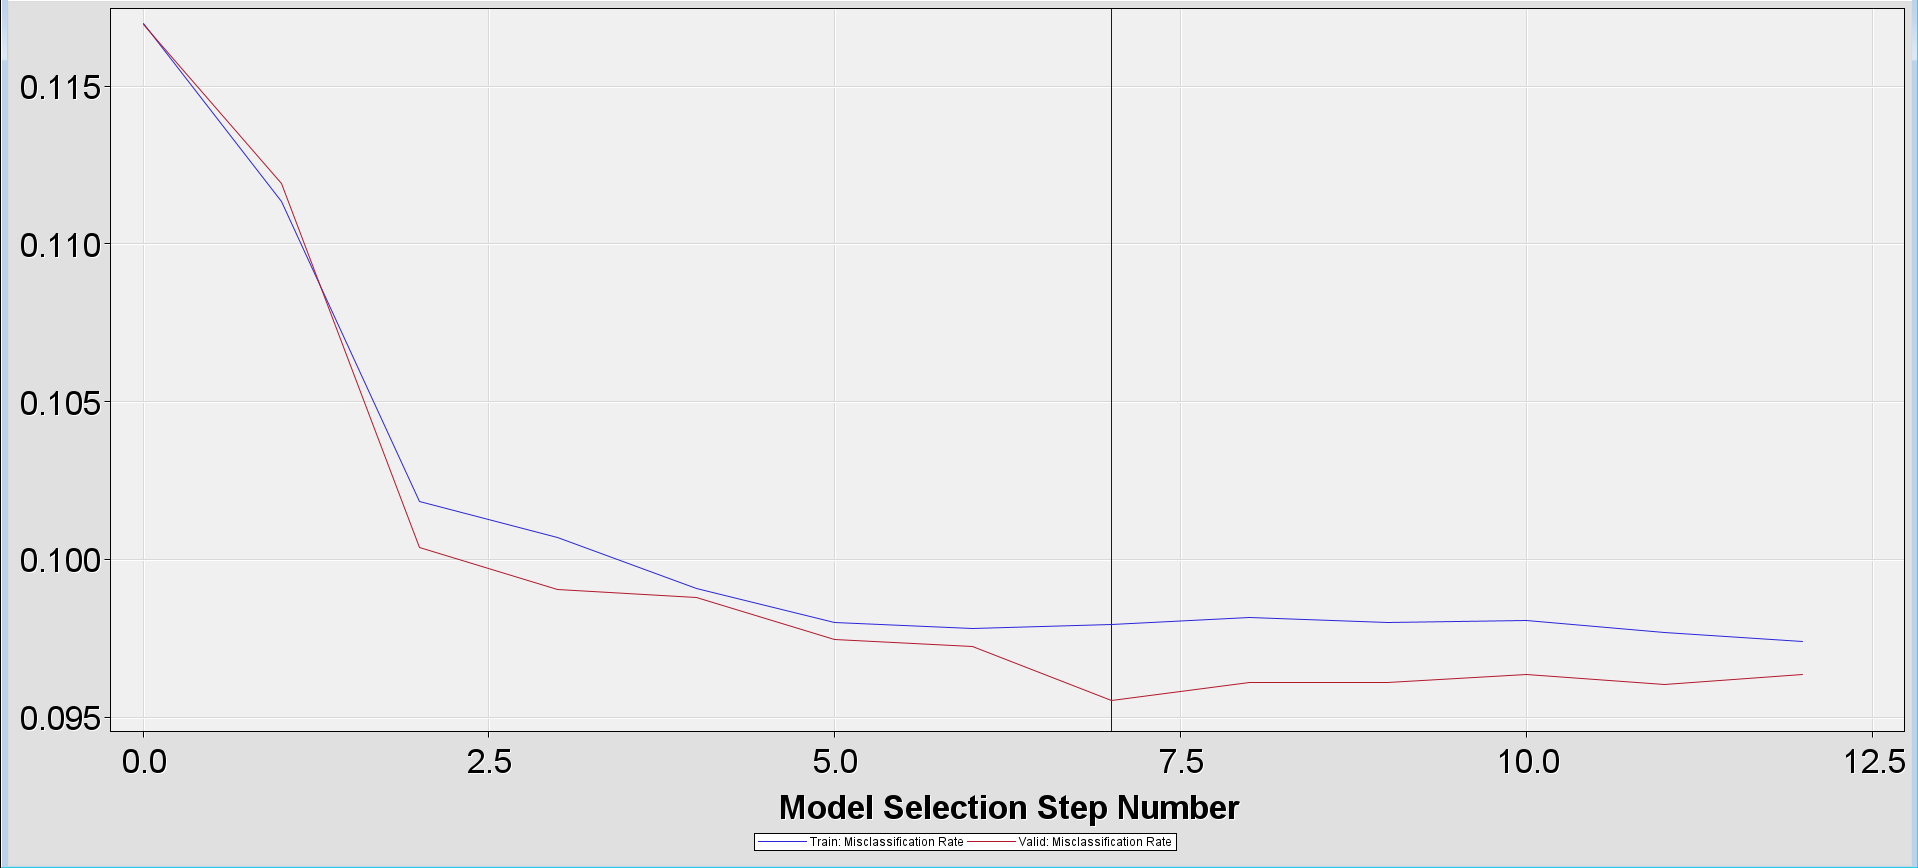 0.115
0.110
0.105
0.100
0.095
0.0 2.5 5.0 7.5 10.0 12.5
Model Selection Step Number
Train: Misclassification Rate Valid: Misclassification Rate